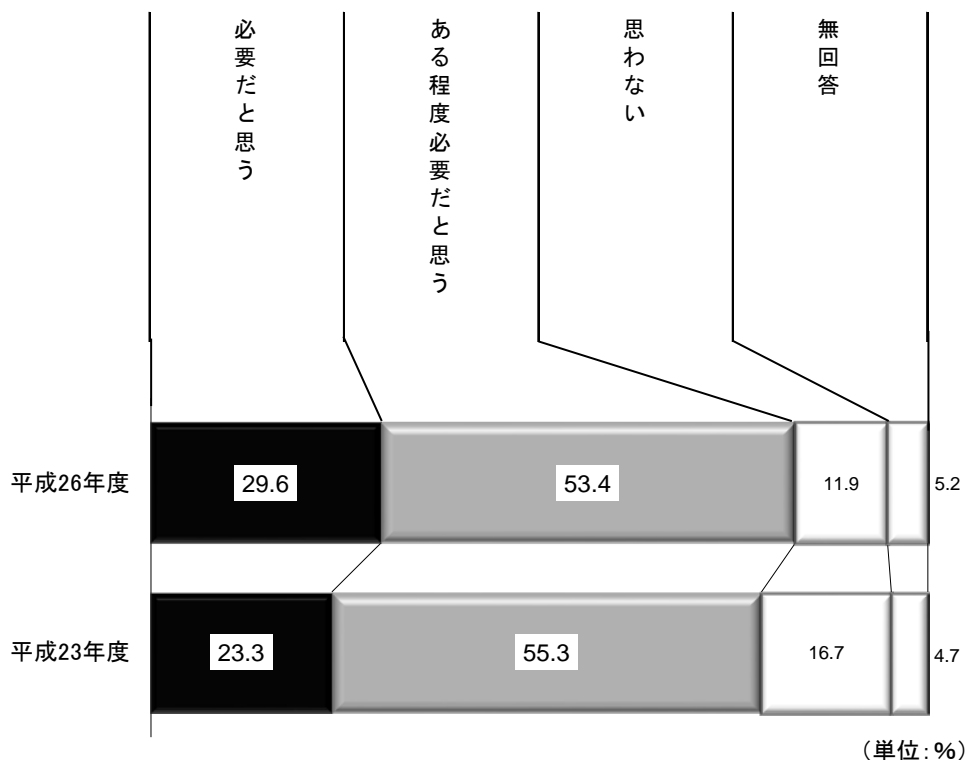 必要だと思う
ある程度必要だと思う
思わない
無回答
平成26年度
29.6
53.4
11.9
5.2
平成23年度
23.3
55.3
16.7
4.7
（単位：％）